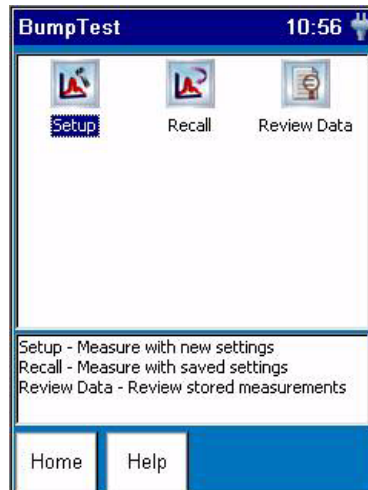 BumpTest 10:56
Setup Recall Review Data
Setup - Measure with new settings
Recall - Measure with saved settings
Review Data - Review stored measurements
Home Help